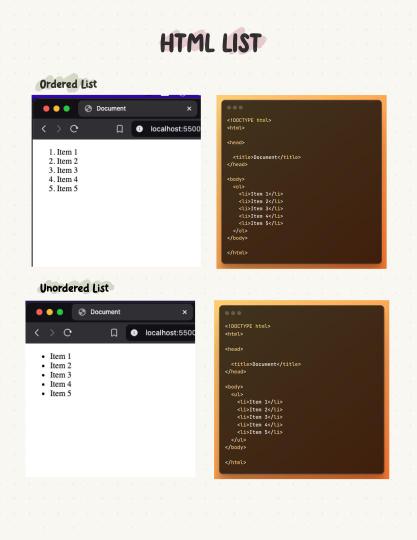 HTML LIST
Ordered List
Document
localhost:5500
1. Item 1
2. Item 2
3. Item 3
4. Item 4
5. Item 5
<!DOCTYPE html>
<html>
<head>
<title>Document</title>
</head>
<body>
<ol>
<li>Item 1</li>
<li>Item 2</li>
<li>Item 3</li>
<li>Item 4</li>
<li>Item 5</li>
</ol>
</body>
</html>
Unordered List
Document
localhost:5500
• Item 1
• Item 2
• Item 3
• Item 4
• Item 5
<!DOCTYPE html>
<html>
<head>
<title>Document</title>
</head>
<body>
<ul>
<li>Item 1</li>
<li>Item 2</li>
<li>Item 3</li>
<li>Item 4</li>
<li>Item 5</li>
</ul>
</body>
</html>